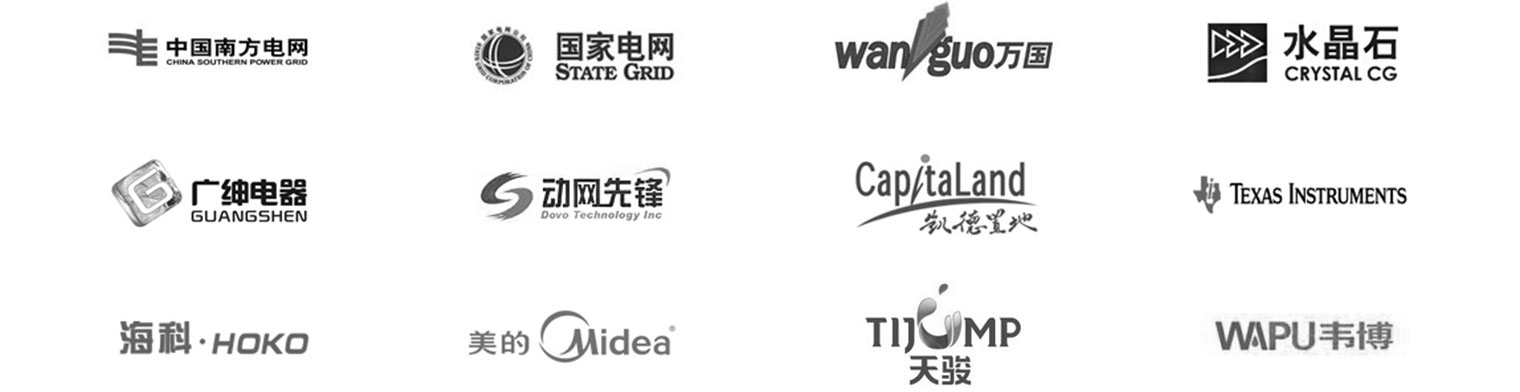 中国南方电网
CHINA SOUTHERN POWER GRID
国家电网
STATE GRID
wanguo万国
水晶石
CRYSTAL CG
广绅电器
GUANGSHEN
动网先锋
Dovo Technology Inc
CapitaLand
凯德置地
TEXAS INSTRUMENTS
海科·HOKO
美的 Midea
TIJUMP
天骏
WAPU韦博